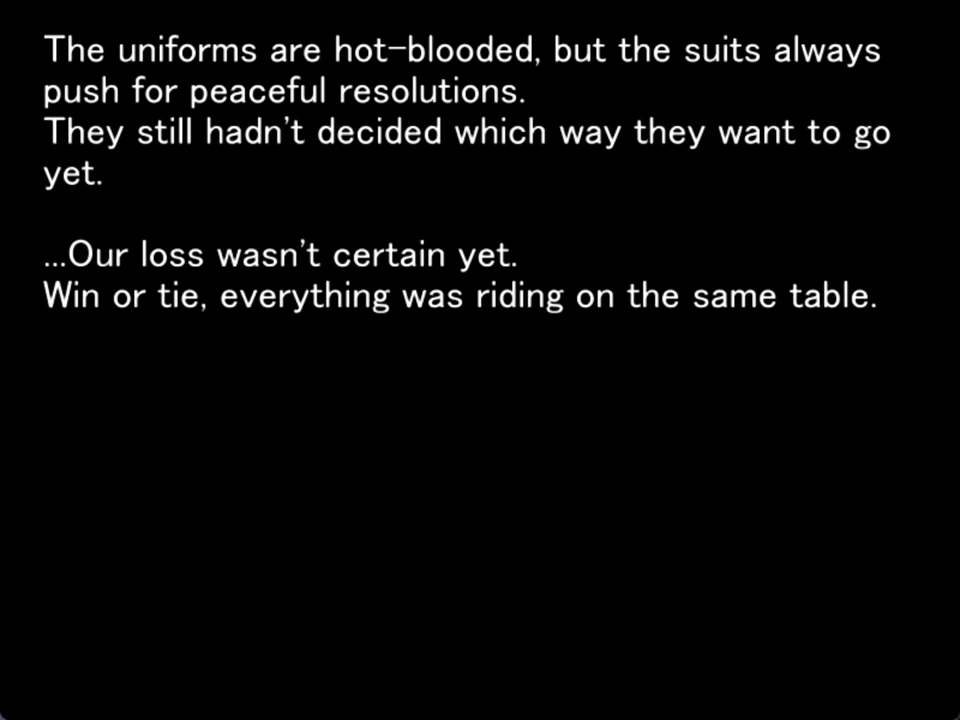 The uniforms are hot-blooded, but the suits always
push for peaceful resolutions.
They still hadn't decided which way they want to go
yet.
...Our loss wasn't certain yet.
Win or tie, everything was riding on the same table.